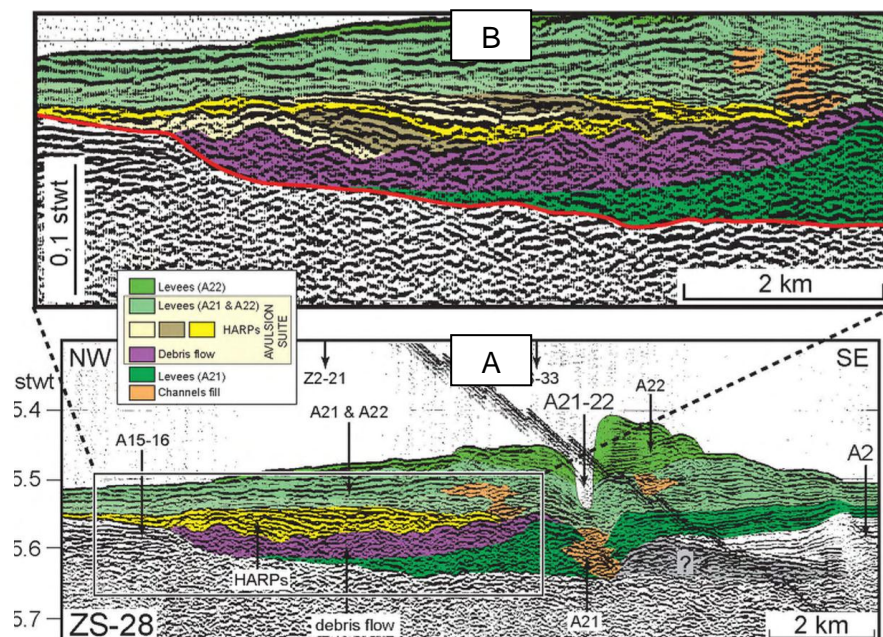 B
0,1 stwt
2 km
Levees (A22)
Levees (A21 & A22)
HARPs
Debris flow
Levees (A21)
Channels fill
AVULSION
SUITE
NW
A
SE
stwt
Z2-21
-33
5.4
5.5
5.6
5.7
A15-16
A21 & A22
A21-22
A22
A2
HARPs
debris flow
A21
?
ZS-28
2 km